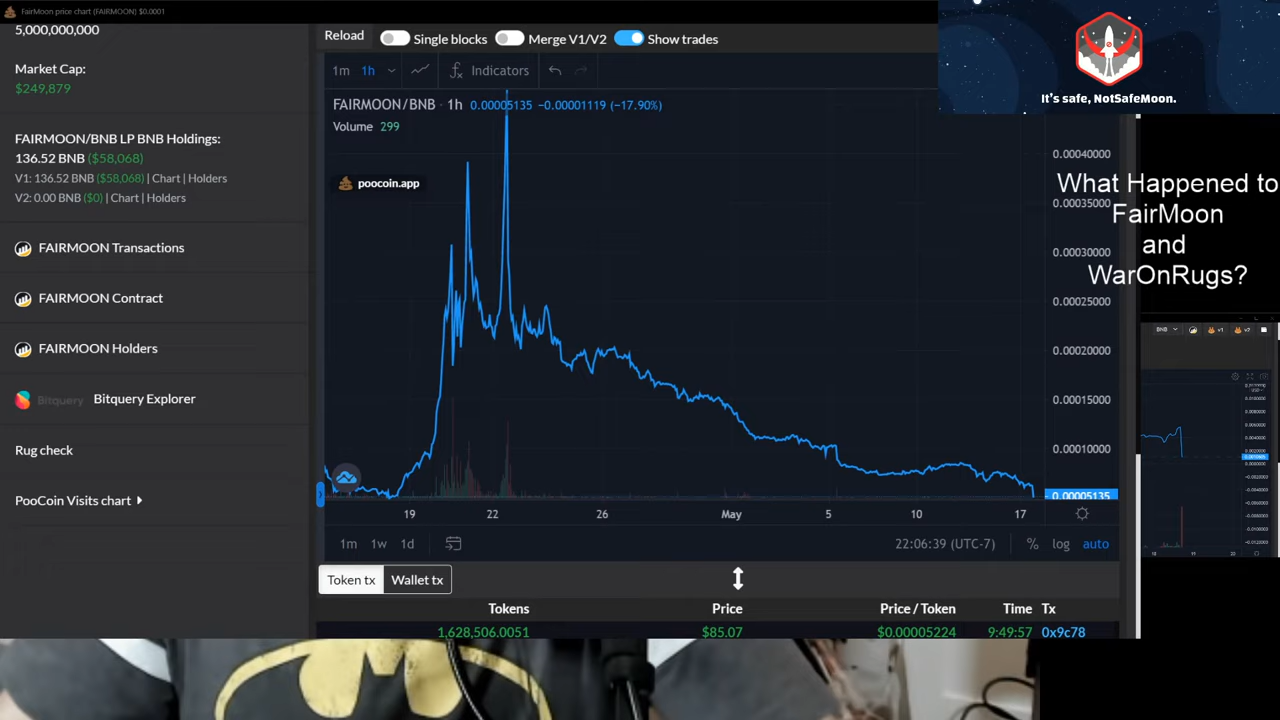 FairMoon price chart (FAIRMOON) $0.0001
5,000,000,000
Market Cap:
$249,879
FAIRMOON/BNB LP BNB Holdings:
136.52 BNB ($58,068)
V1: 136.52 BNB ($58,068) | Chart | Holders
V2: 0.00 BNB ($0) | Chart | Holders
FAIRMOON Transactions
FAIRMOON Contract
FAIRMOON Holders
Bitquery Bitquery Explorer
Rug check
PooCoin Visits chart
Reload Single blocks Merge V1/V2 Show trades
1m 1h Indicators
FAIRMOON/BNB · 1h 0.00005135 −0.00001119 (−17.90%)
Volume 299
poocoin.app
0.00040000
0.00035000
0.00030000
0.00025000
0.00020000
0.00015000
0.00010000
0.00005135
19 22 26 May 5 10 17
1m 1w 1d 22:06:39 (UTC-7) % log auto
Token tx Wallet tx
Tokens Price Price / Token Time Tx
1,628,506.0051 $85.07 $0.00005224 9:49:57 0x9c78
It's safe, NotSafeMoon.
What Happened to
FairMoon
and
WarOnRugs?
BNB v1 v2